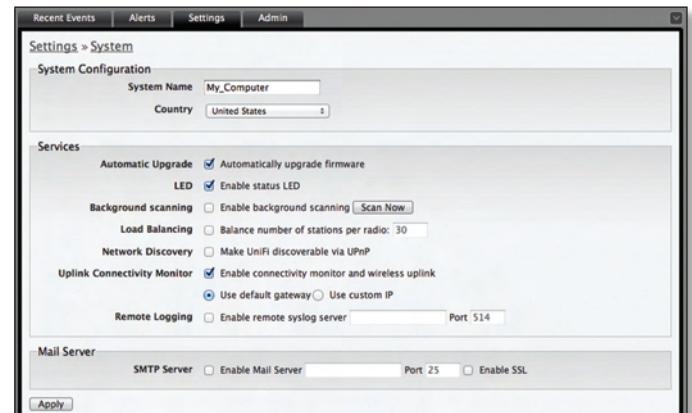 Recent Events Alerts Settings Admin
Settings » System
System Configuration
System Name My_Computer
Country United States
Services
Automatic Upgrade Automatically upgrade firmware
LED Enable status LED
Background scanning Enable background scanning Scan Now
Load Balancing Balance number of stations per radio: 30
Network Discovery Make UniFi discoverable via UPnP
Uplink Connectivity Monitor Enable connectivity monitor and wireless uplink
Use default gateway Use custom IP
Remote Logging Enable remote syslog server Port 514
Mail Server
SMTP Server Enable Mail Server Port 25 Enable SSL
Apply